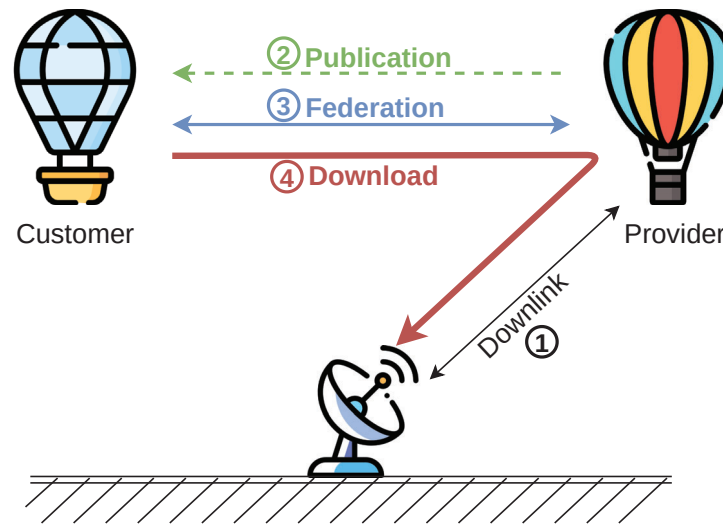 ② Publication
③ Federation
④ Download
Customer
Provider
Downlink
①